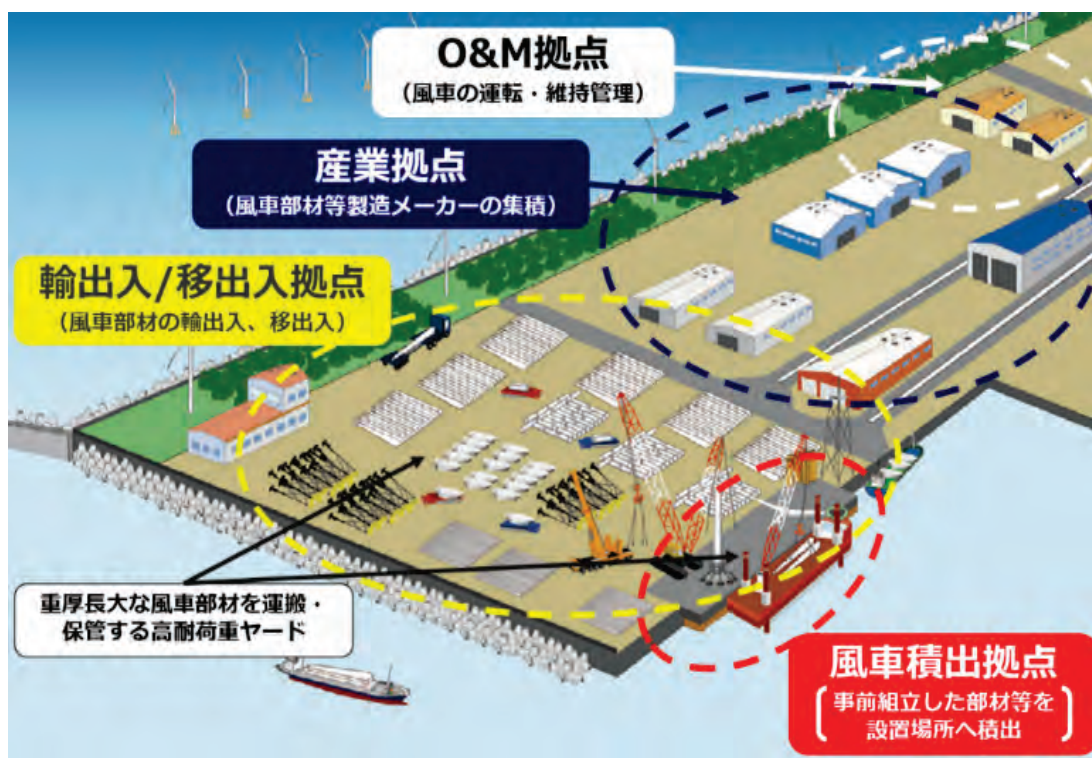 O&M拠点
（風車の運転・維持管理）
産業拠点
（風車部材等製造メーカーの集積）
輸出入/移出入拠点
（風車部材の輸出入、移出入）
重厚長大な風車部材を運搬・
保管する高耐荷重ヤード
風車積出拠点
事前組立した部材等を
設置場所へ積出